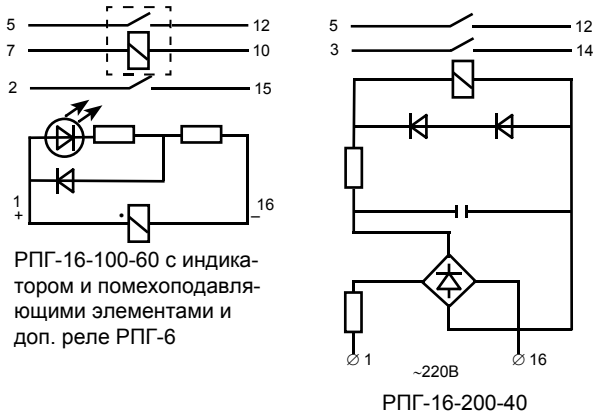 5 12
7 10
2 15
1 16
+ –
РПГ-16-100-60 с индика-
тором и помехоподавля-
ющими элементами и
доп. реле РПГ-6
5 12
3 14
∅ 1 ∅ 16
~220В
РПГ-16-200-40